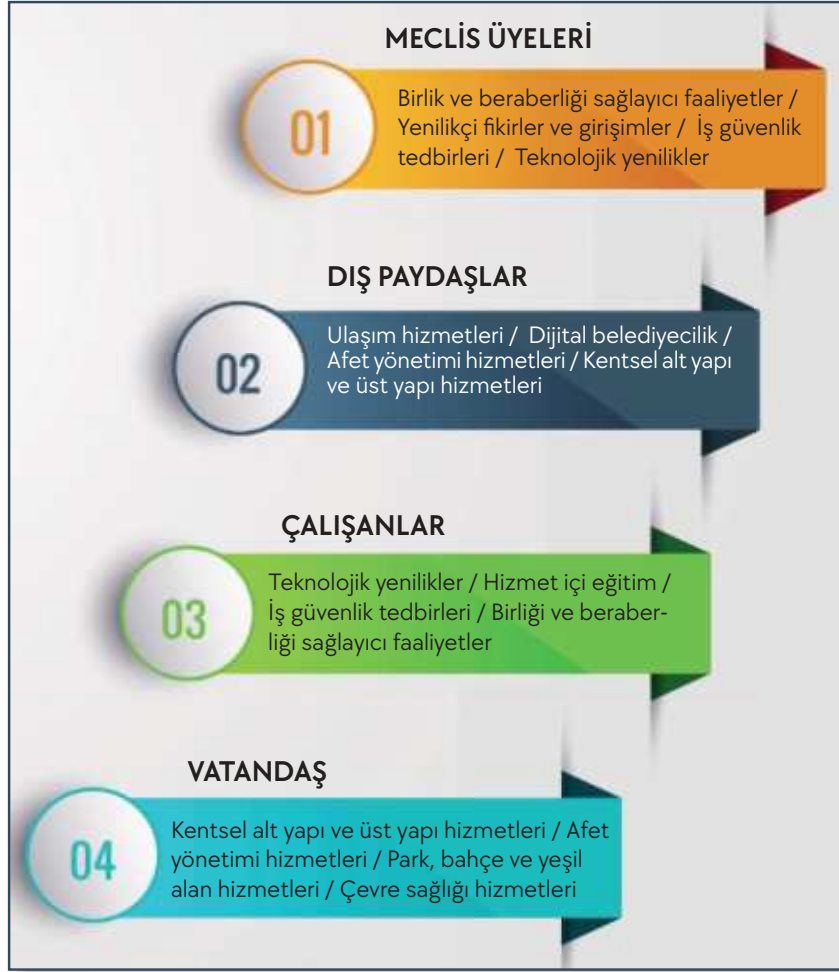 MECLİS ÜYELERİ
01
Birlik ve beraberliği sağlayıcı faaliyetler /
Yenilikçi fikirler ve girişimler / İş güvenlik
tedbirleri / Teknolojik yenilikler
DIŞ PAYDAŞLAR
02
Ulaşım hizmetleri / Dijital belediyecilik /
Afet yönetimi hizmetleri / Kentsel alt yapı
ve üst yapı hizmetleri
ÇALIŞANLAR
03
Teknolojik yenilikler / Hizmet içi eğitim /
İş güvenlik tedbirleri / Birliği ve beraber-
liği sağlayıcı faaliyetler
VATANDAŞ
04
Kentsel alt yapı ve üst yapı hizmetleri / Afet
yönetimi hizmetleri / Park, bahçe ve yeşil
alan hizmetleri / Çevre sağlığı hizmetleri